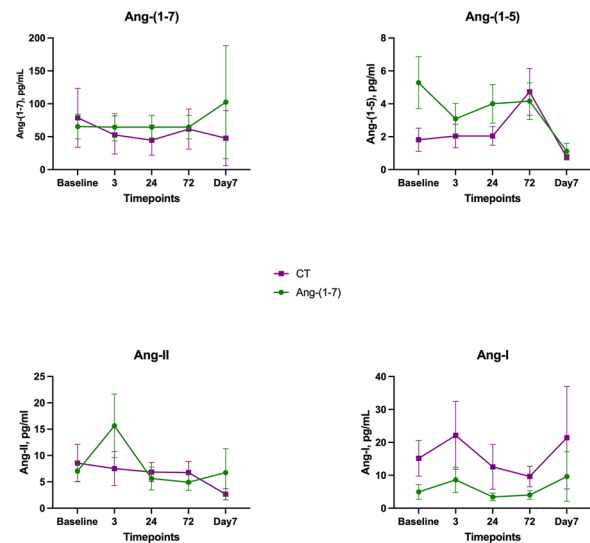 Ang-(1-7)
Ang-(1-7), pg/mL
200
150
100
50
0
Baseline 3 24 72 Day7
Timepoints
Ang-(1-5)
Ang-(1-5), pg/ml
8
6
4
2
0
Baseline 3 24 72 Day7
Timepoints
CT
Ang-(1-7)
Ang-II
Ang-II, pg/ml
25
20
15
10
5
0
Baseline 3 24 72 Day7
Timepoints
Ang-I
Ang-I, pg/mL
40
30
20
10
0
Baseline 3 24 72 Day7
Timepoints